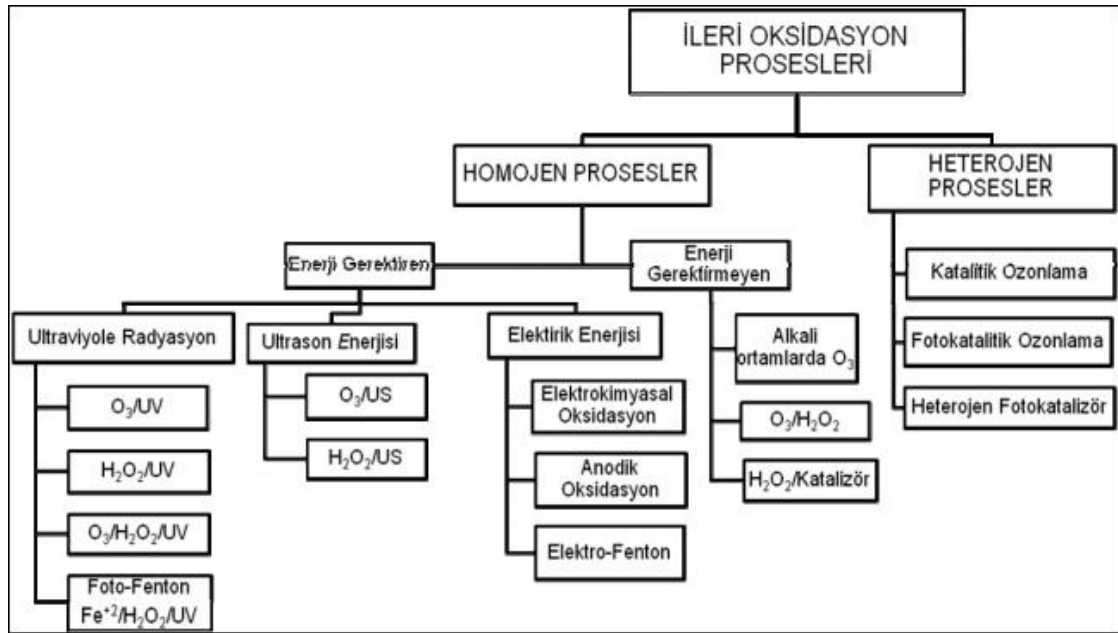 İLERİ OKSİDASYON
PROSESLERİ
HOMOJEN PROSESLER
HETEROJEN
PROSESLER
Enerji Gerektiren
Enerji
Gerektirmeyen
Ultraviyole Radyasyon
O₃/UV
H₂O₂/UV
O₃/H₂O₂/UV
Foto-Fenton
Fe⁺²/H₂O₂/UV
Ultrason Enerjisi
O₃/US
H₂O₂/US
Elektirik Enerjisi
Elektrokimyasal
Oksidasyon
Anodik
Oksidasyon
Elektro-Fenton
Alkali
ortamlarda O₃
O₃/H₂O₂
H₂O₂/Katalizör
Katalitik Ozonlama
Fotokatalitik Ozonlama
Heterojen Fotokatalizör